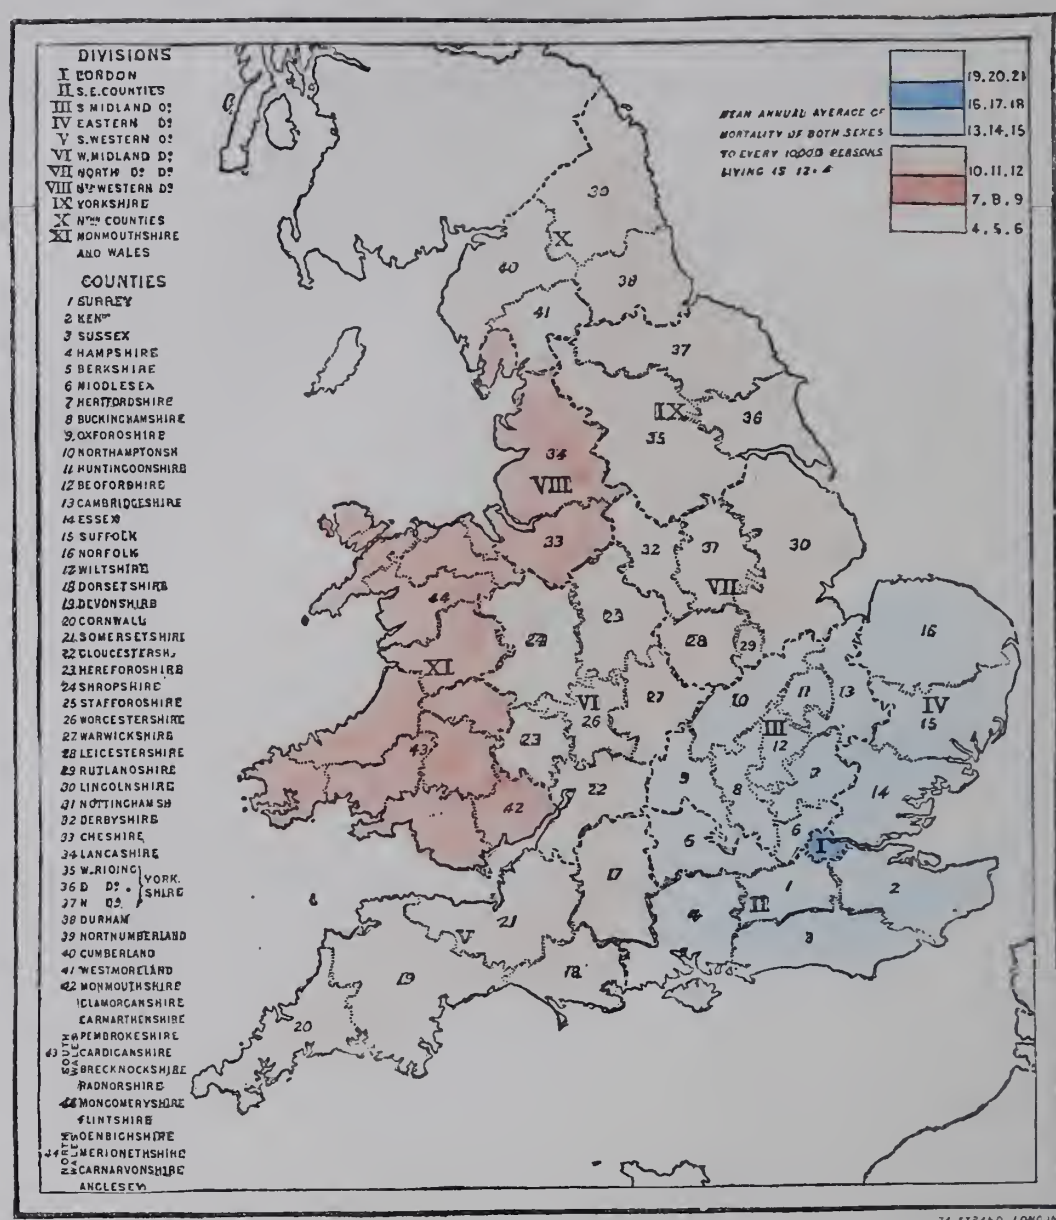 DIVISIONS
I LONDON
II S.E. COUNTIES
III S MIDLAND Dº
IV EASTERN Dº
V S.WESTERN Dº
VI W.MIDLAND Dº
VII NORTH Dº Dº
VIII Nth WESTERN Dº
IX YORKSHIRE
X Nthn COUNTIES
XI MONMOUTHSHIRE
AND WALES
COUNTIES
1 SURREY
2 KENT
3 SUSSEX
4 HAMPSHIRE
5 BERKSHIRE
6 MIDDLESEX
7 HERTFORDSHIRE
8 BUCKINGHAMSHIRE
9 OXFORDSHIRE
10 NORTHAMPTONSH
11 HUNTINGDONSHIRE
12 BEDFORDHIRE
13 CAMBRIDGESHIRE
14 ESSEX
15 SUFFOLK
16 NORFOLK
17 WILTSHIRE
18 DORSETSHIRE
19 DEVONSHIRE
20 CORNWALL
21 SOMERSETSHIRE
22 GLOUCESTERSH.
23 HEREFORDSHIRE
24 SHROPSHIRE
25 STAFFORDSHIRE
26 WORCESTERSHIRE
27 WARWICKSHIRE
28 LEICESTERSHIRE
29 RUTLANDSHIRE
30 LINCOLNSHIRE
31 NOTTINGHAMSH
32 DERBYSHIRE
33 CHESHIRE
34 LANCASHIRE
35 W.RIDING
36 E Dº
37 N Dº
YORK.
SHIRE
38 DURHAM
39 NORTNUMBERLAND
40 CUMBERLAND
41 WESTMORELAND
42 MONMOUTHSHIRE
GLAMORGANSHIRE
CARMARTHENSHIRE
PEMBROKESHIRE
43 SOUTH WALES CARDIGANSHIRE
BRECKNOCKSHIRE
RADNORSHIRE
MONGOMERYSHIRE
FLINTSHIRE
DENBIGHSHIRE
44 NORTH WALES MERIONETHSHIRE
CARNARVONSHIRE
ANGLESEY
19.20.21
16.17.18
13.14.15
MEAN ANNUAL AVERAGE OF
MORTALITY OF BOTH SEXES
TO EVERY 10000 PERSONS
LIVING IS 12.
10.11.12
7.8.9
4.5.6
39
X
40
38
41
37
IX
36
35
34
VIII
33
32
31
30
VII
44
24
23
28
29
16
XI
VI
26
27
10
11
13
IV
15
III
12
43
23
22
9
8
7
14
42
5
6
I
17
1
2
4
II
3
21
V
18
19
20
74 STRAND LONDON